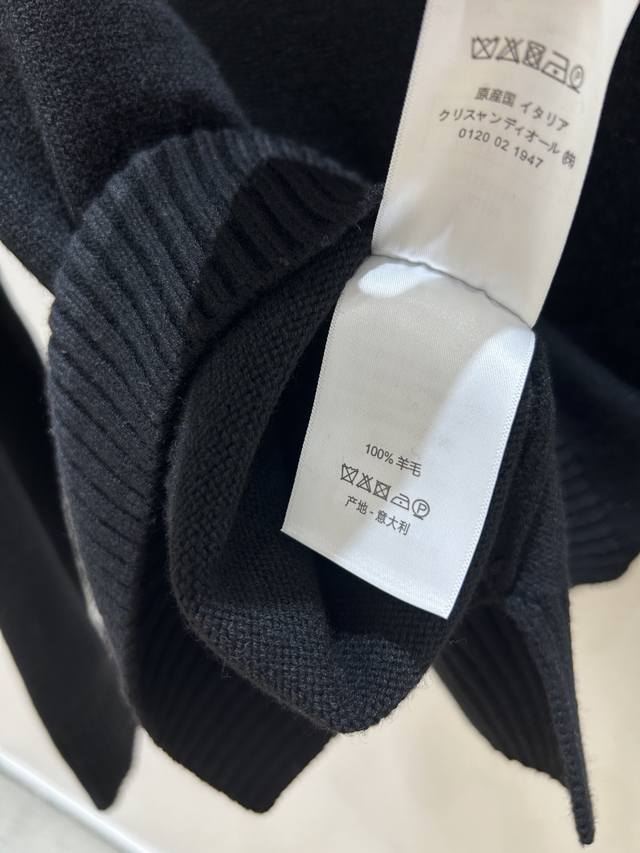 原産国 イタリア
クリスチャンディオール ㈱
0120 02 1947
100% 羊毛
P
产地 - 意大利